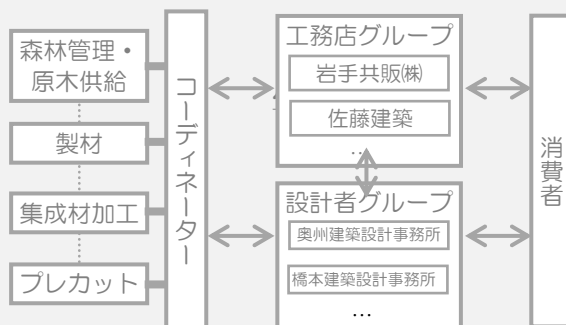 森林管理・
原木供給
製材
集成材加工
プレカット
コーディネーター
工務店グループ
岩手共販㈱
佐藤建築
…
設計者グループ
奥州建築設計事務所
橋本建築設計事務所
…
消費者